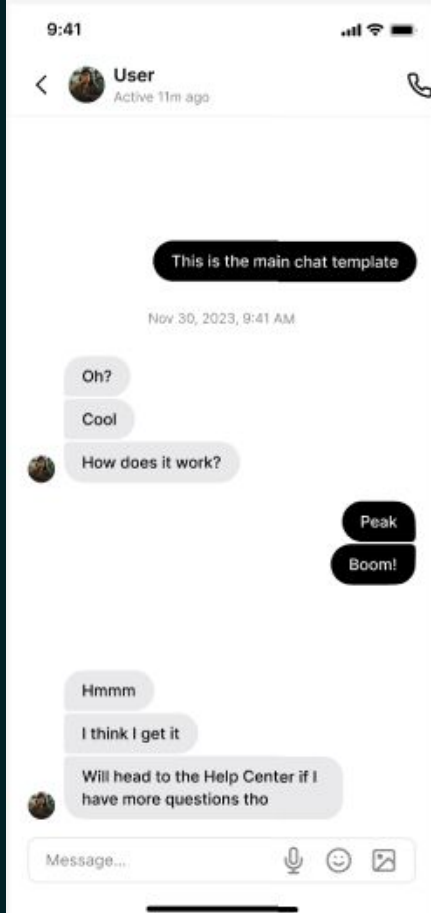 9:41
User
Active 11m ago
This is the main chat template
Nov 30, 2023, 9:41 AM
Oh?
Cool
How does it work?
Peak
Boom!
Hmmm
I think I get it
Will head to the Help Center if I
have more questions tho
Message...